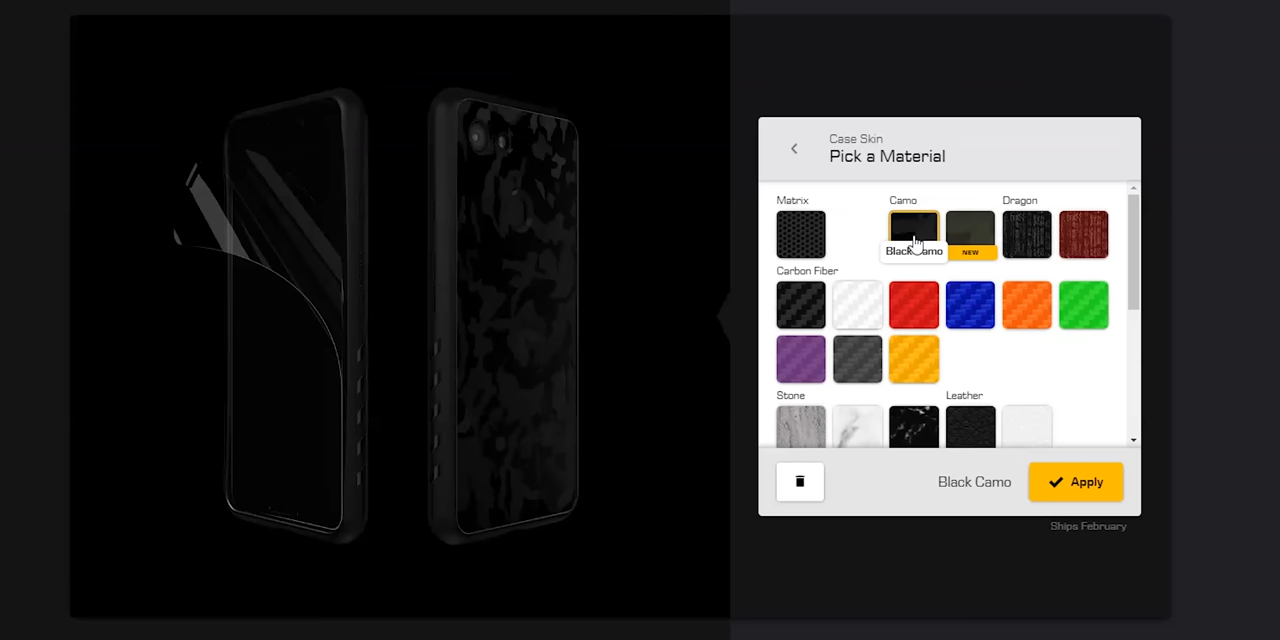 Case Skin
Pick a Material
Matrix
Camo
Dragon
Black Camo
NEW
Carbon Fiber
Stone
Leather
Black Camo
Apply
Ships February